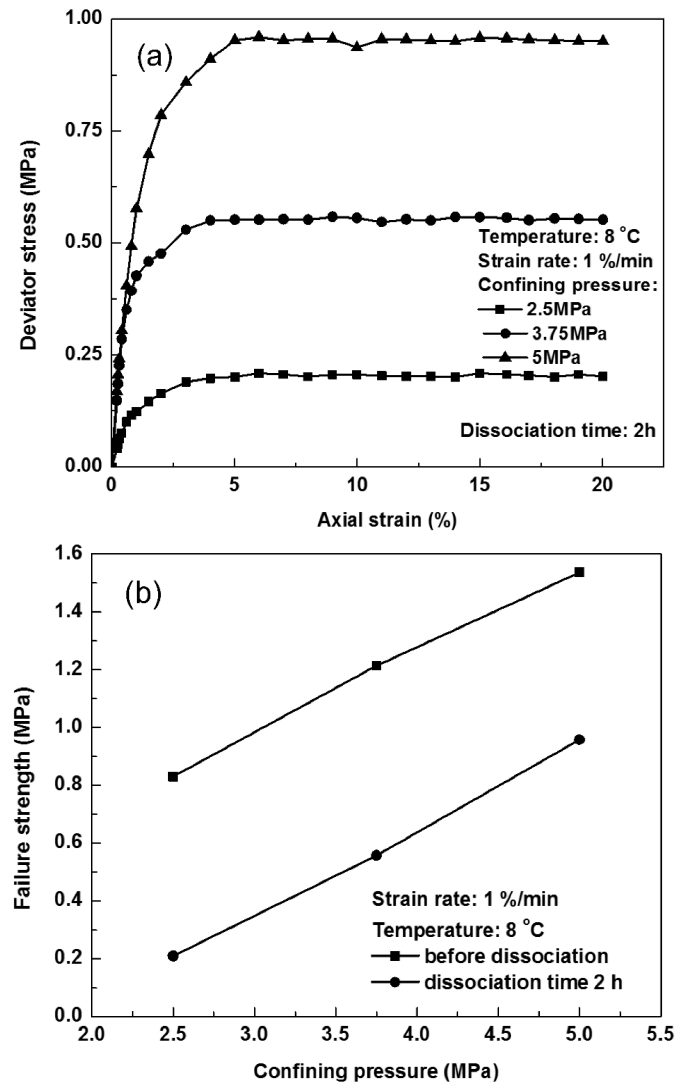 (a)
1.00
0.75
0.50
0.25
0.00
Deviator stress (MPa)
Temperature: 8 °C
Strain rate: 1 %/min
Confining pressure:
2.5MPa
3.75MPa
5MPa
Dissociation time: 2h
0 5 10 15 20
Axial strain (%)
(b)
1.6
1.4
1.2
1.0
0.8
0.6
0.4
0.2
0.0
Failure strength (MPa)
Strain rate: 1 %/min
Temperature: 8 °C
before dissociation
dissociation time 2 h
2.0 2.5 3.0 3.5 4.0 4.5 5.0 5.5
Confining pressure (MPa)